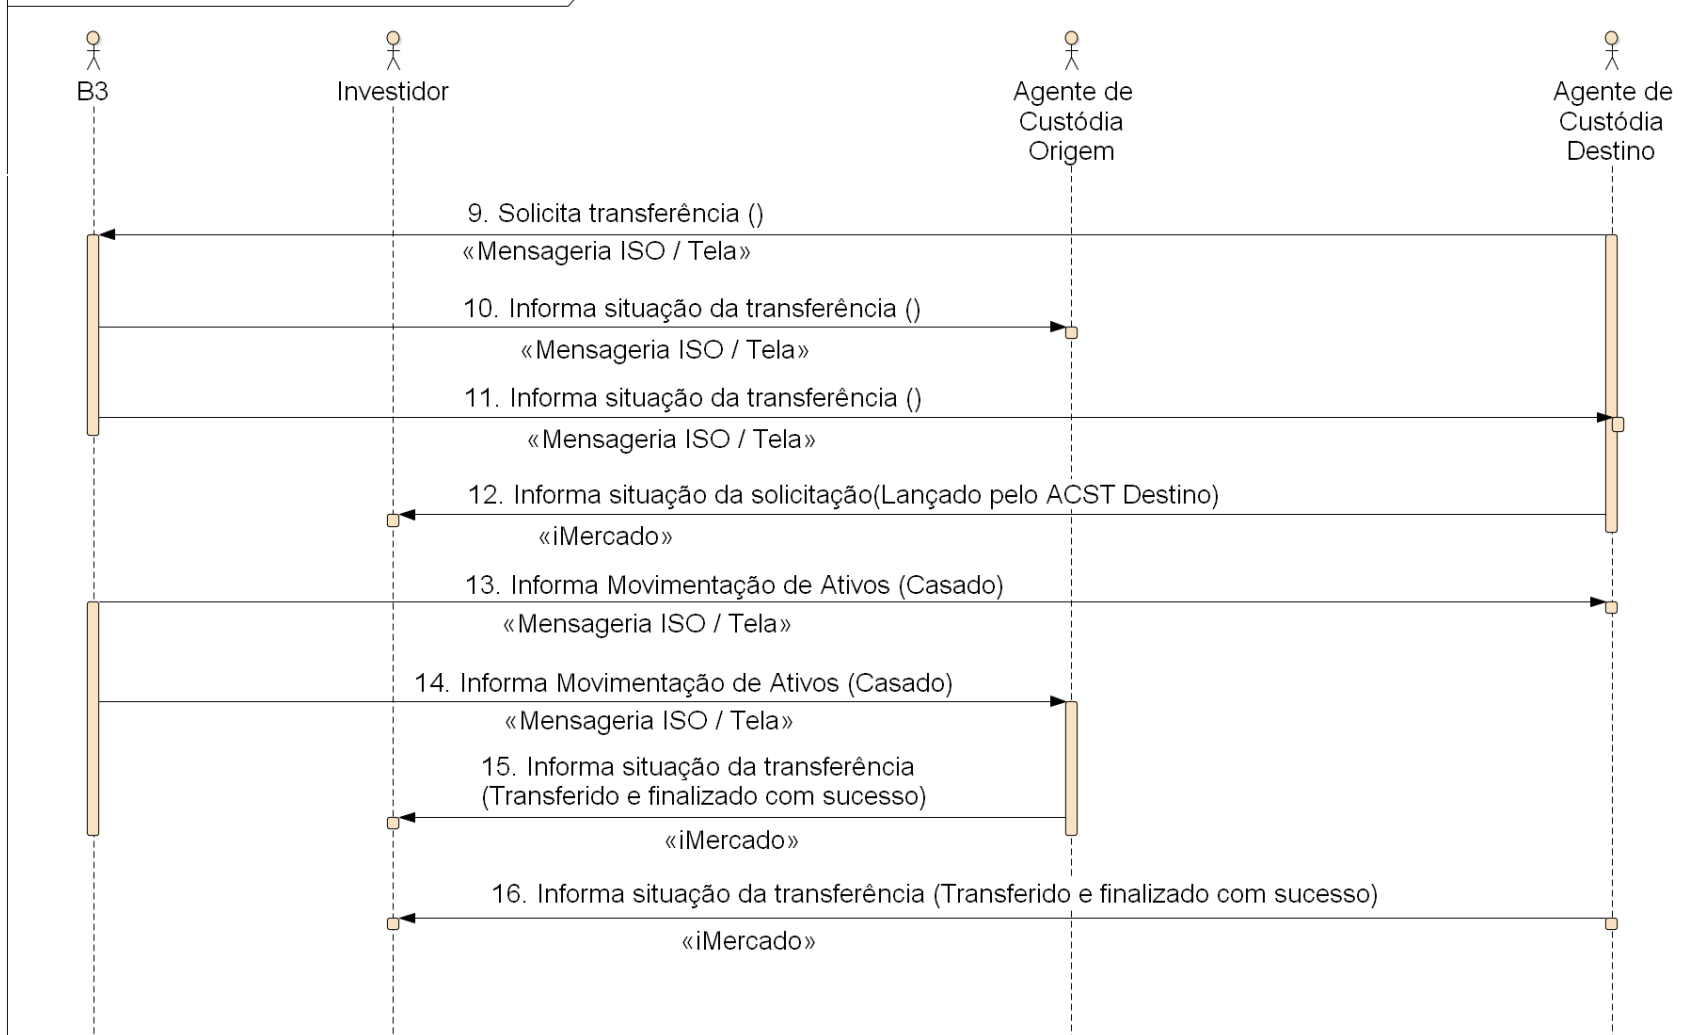 B3
Investidor
Agente de
Custódia
Origem
Agente de
Custódia
Destino
9. Solicita transferência ()
«Mensageria ISO / Tela»
10. Informa situação da transferência ()
«Mensageria ISO / Tela»
11. Informa situação da transferência ()
«Mensageria ISO / Tela»
12. Informa situação da solicitação(Lançado pelo ACST Destino)
«iMercado»
13. Informa Movimentação de Ativos (Casado)
«Mensageria ISO / Tela»
14. Informa Movimentação de Ativos (Casado)
«Mensageria ISO / Tela»
15. Informa situação da transferência
(Transferido e finalizado com sucesso)
«iMercado»
16. Informa situação da transferência (Transferido e finalizado com sucesso)
«iMercado»